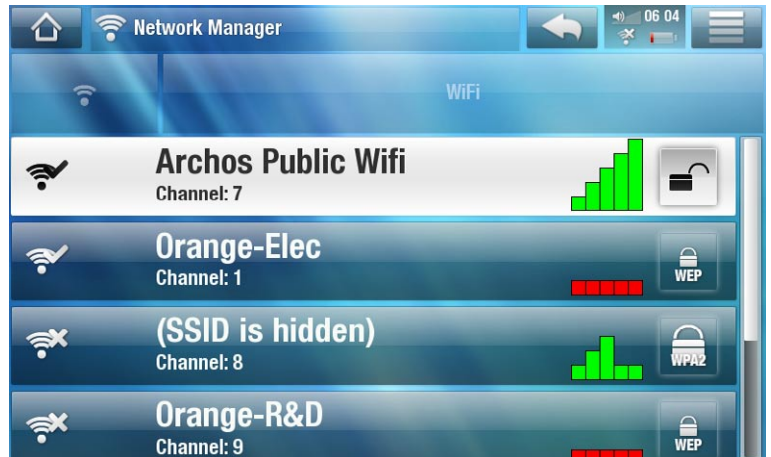 Network Manager
06 04
WiFi
Archos Public Wifi
Channel: 7
Orange-Elec
Channel: 1
WEP
(SSID is hidden)
Channel: 8
WPA2
Orange-R&D
Channel: 9
WEP